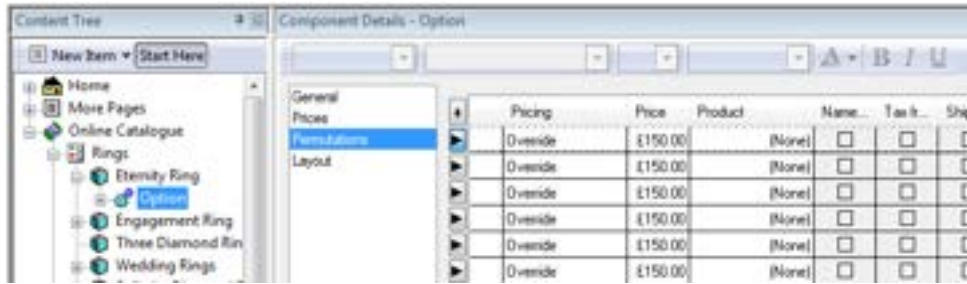 Content Tree
New Item Start Here
Home
More Pages
Online Catalogue
Rings
Eternity Ring
Option
Engagement Ring
Three Diamond Rin
Wedding Rings
Component Details - Option
A B I U
General
Prices
Permutations
Layout
Pricing Price Product Name... Tax fr... Ship
Override £150.00 (None)
Override £150.00 (None)
Override £150.00 (None)
Override £150.00 (None)
Override £150.00 (None)
Override £150.00 (None)